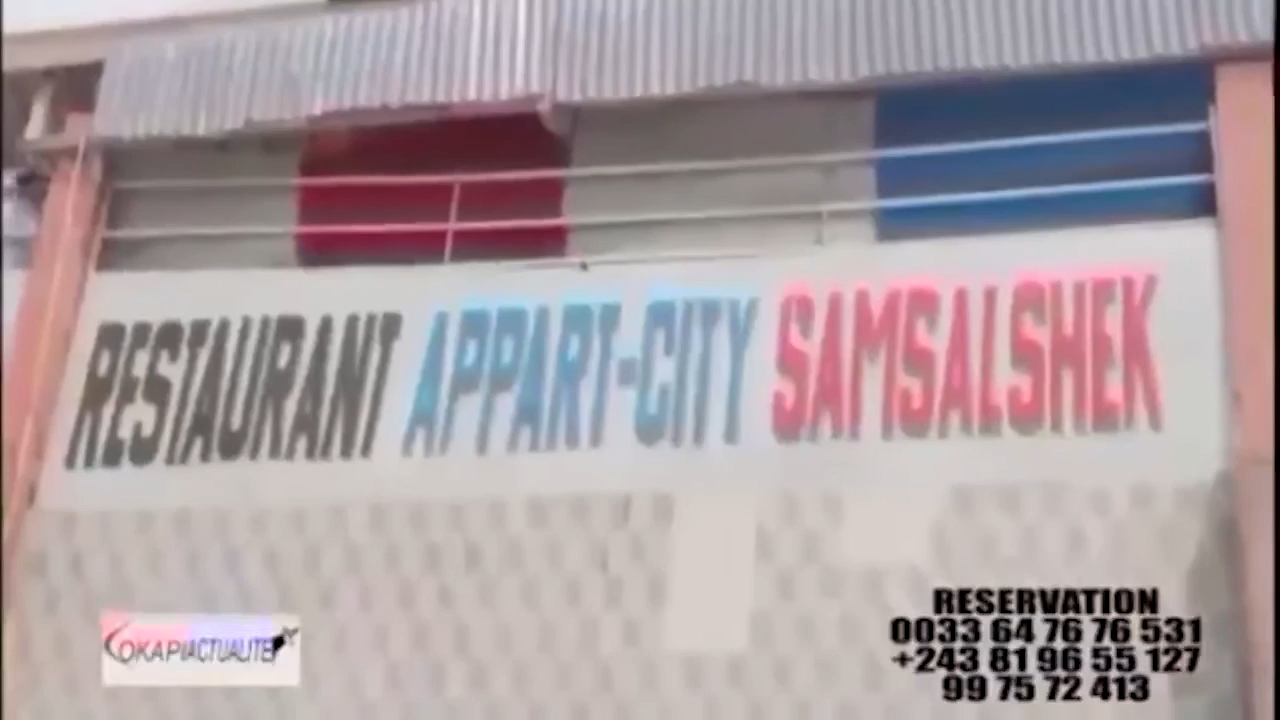 RESTAURANT APPART-CITY SAMSALSHEK
OKAPIACTUALITE
RESERVATION
0033 64 76 76 531
+243 81 96 55 127
99 75 72 413